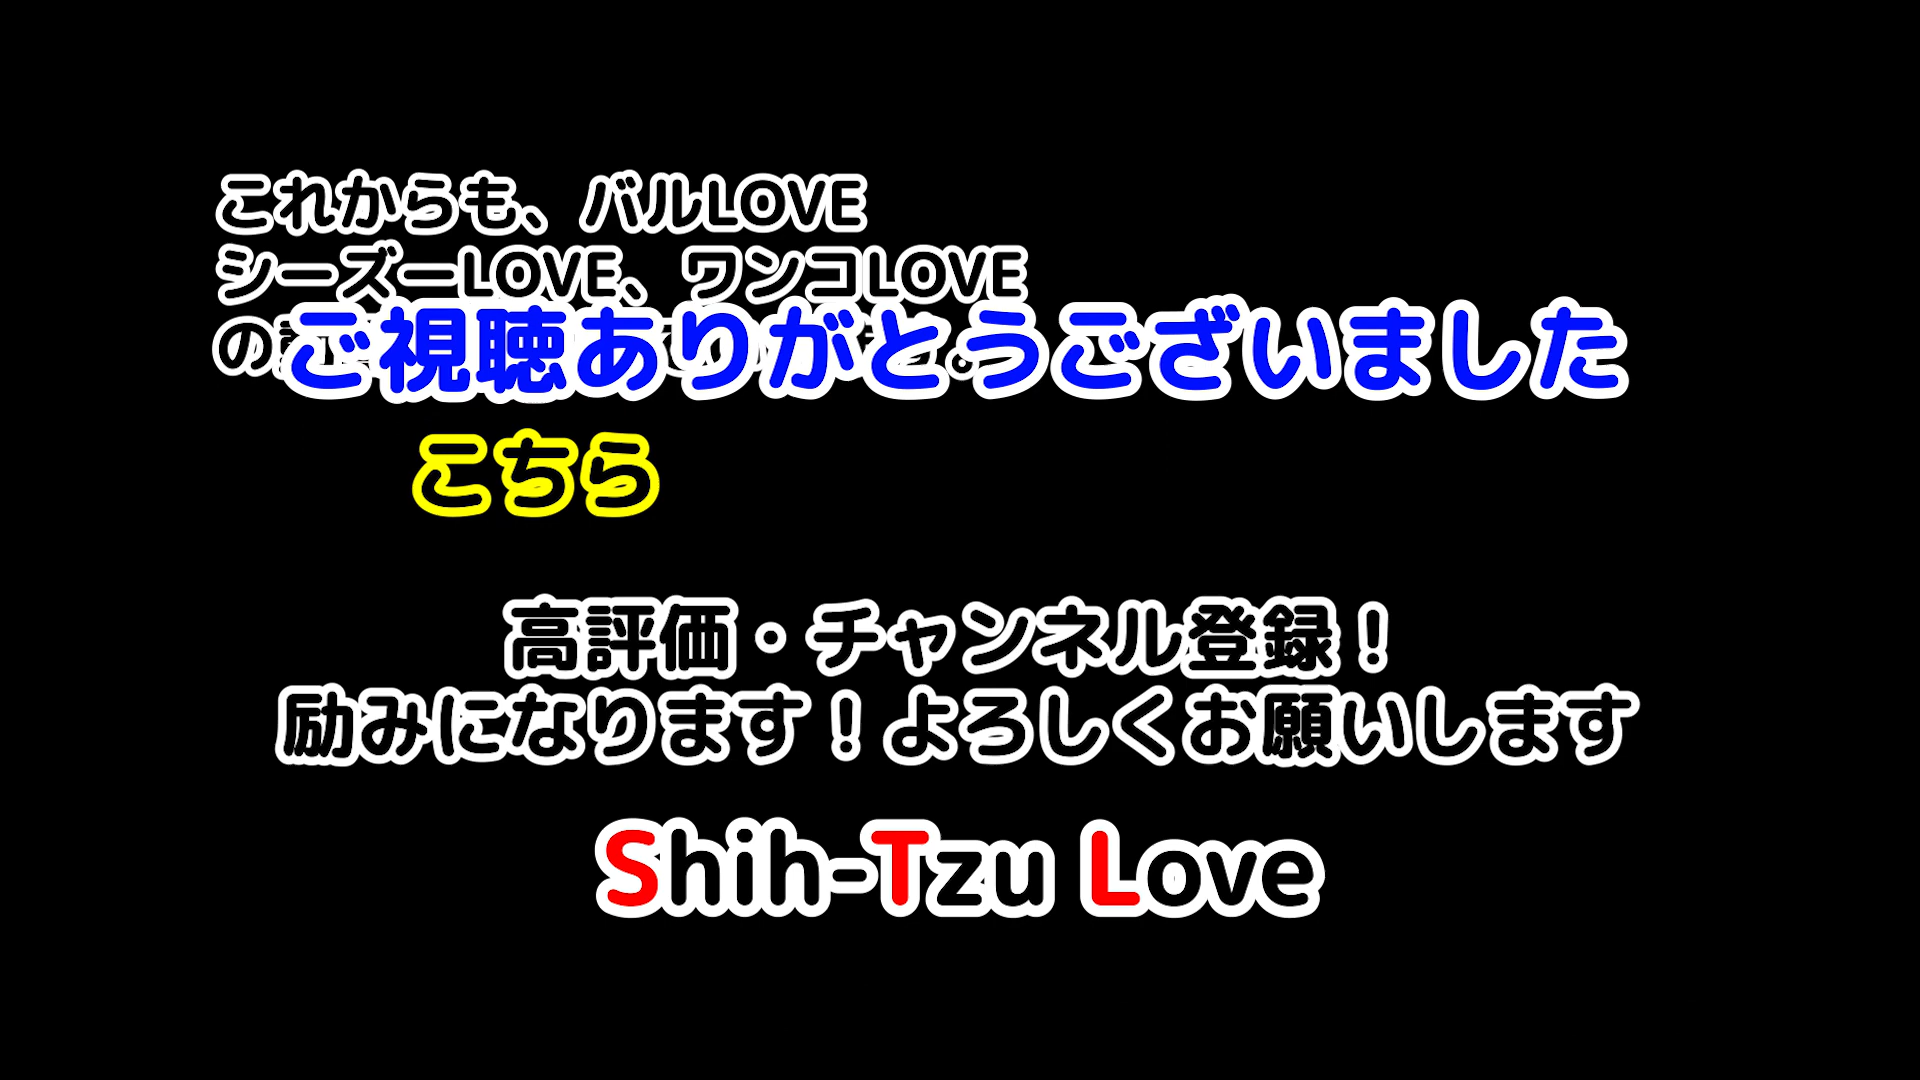 これからも、バルLOVE
シーズーLOVE、ワンコLOVE
の
ご視聴ありがとうございました
こちら
高評価・チャンネル登録！
励みになります！よろしくお願いします
Shih-Tzu Love